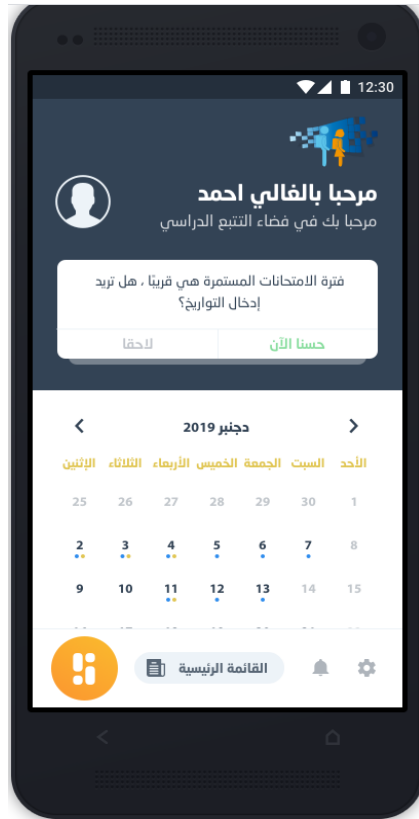 12:30
مرحبا بالغالي احمد
مرحبا بك في فضاء التتبع الدراسي
فترة الامتحانات المستمرة هي قريبًا ، هل تريد
إدخال التواريخ؟
حسنا الآن
لاحقا
دجنبر 2019
الأحد السبت الجمعة الخميس الأربعاء الثلاثاء الإثنين
25 26 27 28 29 30 1
2 3 4 5 6 7 8
9 10 11 12 13 14 15
القائمة الرئيسية